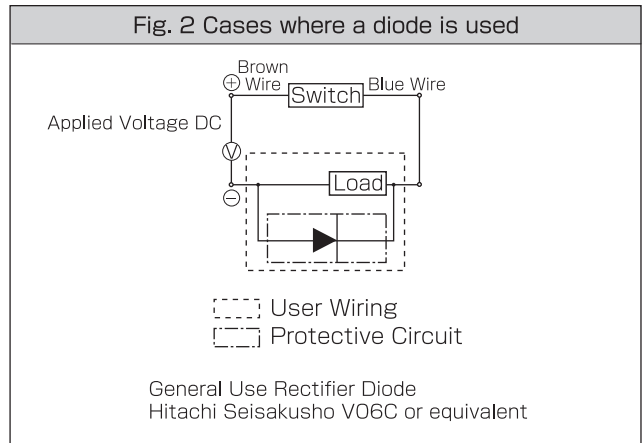 Fig. 2 Cases where a diode is used
Brown
⊕ Wire Switch Blue Wire
Applied Voltage DC
V
Load
⊖
User Wiring
Protective Circuit
General Use Rectifier Diode
Hitachi Seisakusho V06C or equivalent